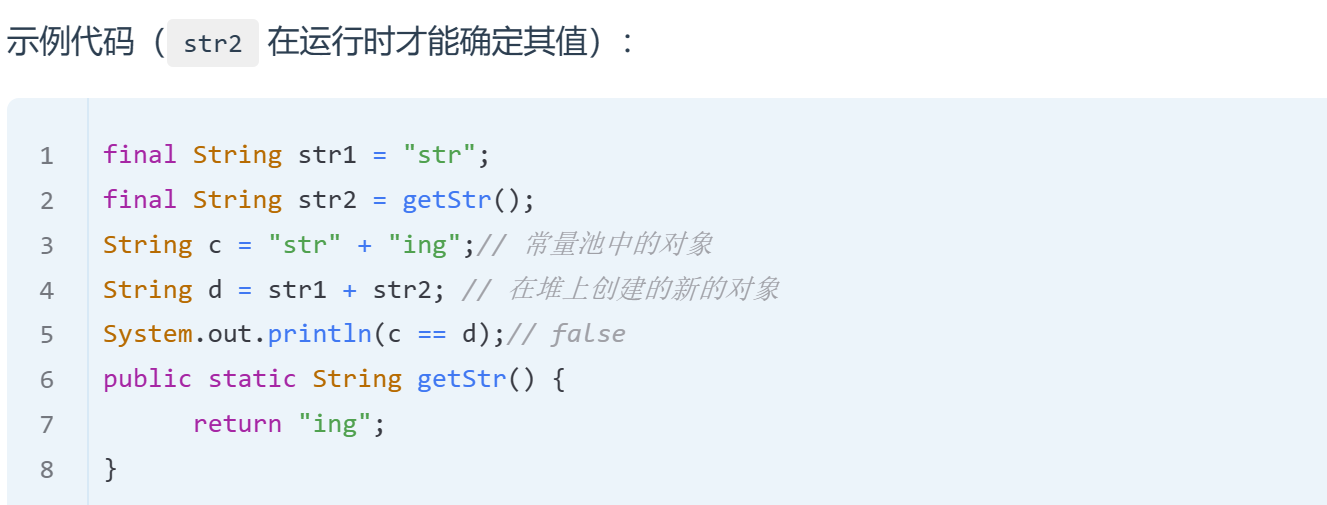 示例代码（str2 在运行时才能确定其值）：
1 final String str1 = "str";
2 final String str2 = getStr();
3 String c = "str" + "ing";// 常量池中的对象
4 String d = str1 + str2; // 在堆上创建的新的对象
5 System.out.println(c == d);// false
6 public static String getStr() {
7       return "ing";
8 }